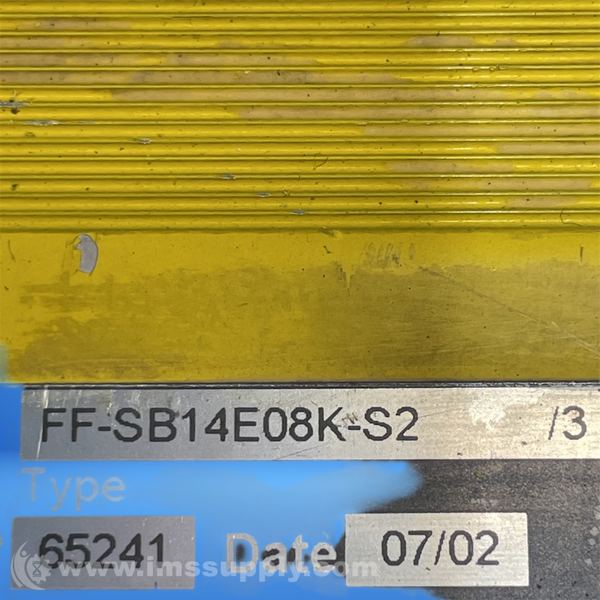 FF-SB14E08K-S2 /3
Type
65241 Date 07/02
www.imssupply.com